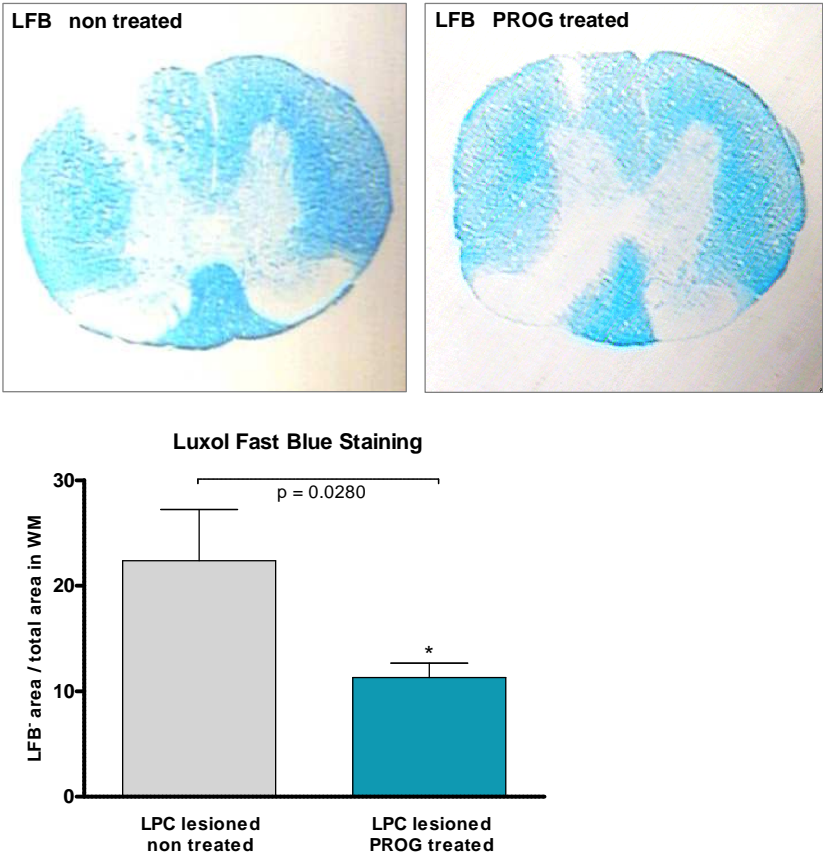 LFB non treated
LFB PROG treated
Luxol Fast Blue Staining
p = 0.0280
30
20
10
0
*
LFB- area / total area in WM
LPC lesioned
non treated
LPC lesioned
PROG treated